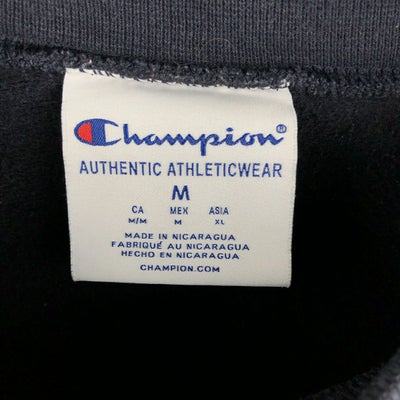 Champion®
AUTHENTIC ATHLETICWEAR
M
CA MEX ASIA
M/M M XL
MADE IN NICARAGUA
FABRIQUÉ AU NICARAGUA
HECHO EN NICARAGUA
CHAMPION.COM